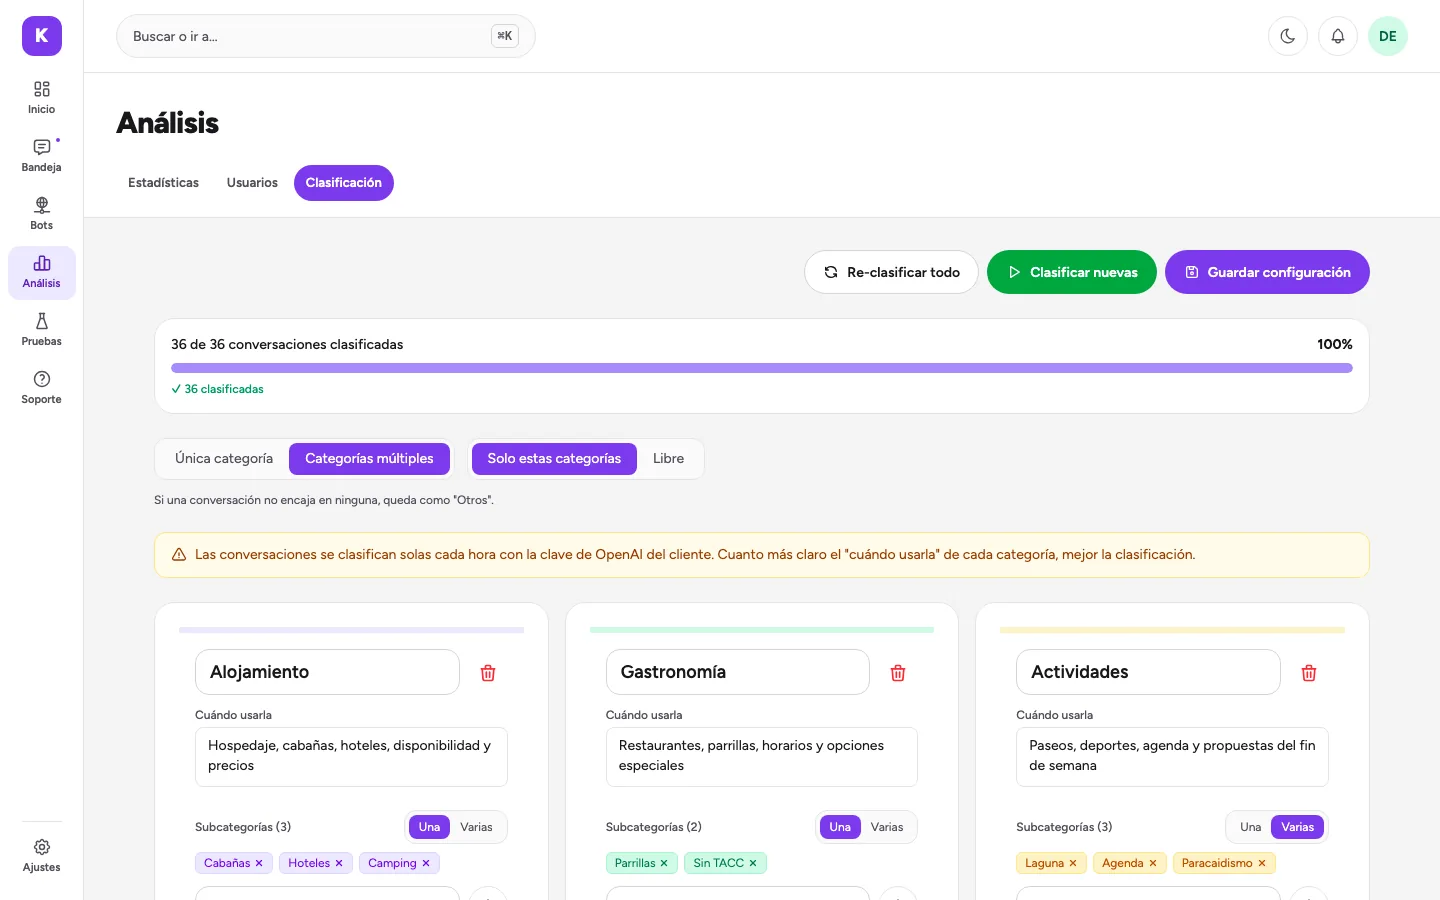 K
Buscar o ir a...
⌘K
DE
Inicio
Bandeja
Bots
Análisis
Pruebas
Soporte
Ajustes
Análisis
Estadísticas
Usuarios
Clasificación
Re-clasificar todo
Clasificar nuevas
Guardar configuración
36 de 36 conversaciones clasificadas
100%
✓ 36 clasificadas
Única categoría
Categorías múltiples
Solo estas categorías
Libre
Si una conversación no encaja en ninguna, queda como "Otros".
Las conversaciones se clasifican solas cada hora con la clave de OpenAI del cliente. Cuanto más claro el "cuándo usarla" de cada categoría, mejor la clasificación.
Alojamiento
Cuándo usarla
Hospedaje, cabañas, hoteles, disponibilidad y
precios
Subcategorías (3)
Una
Varias
Cabañas ×
Hoteles ×
Camping ×
Gastronomía
Cuándo usarla
Restaurantes, parrillas, horarios y opciones
especiales
Subcategorías (2)
Una
Varias
Parrillas ×
Sin TACC ×
Actividades
Cuándo usarla
Paseos, deportes, agenda y propuestas del fin
de semana
Subcategorías (3)
Una
Varias
Laguna ×
Agenda ×
Paracaidismo ×